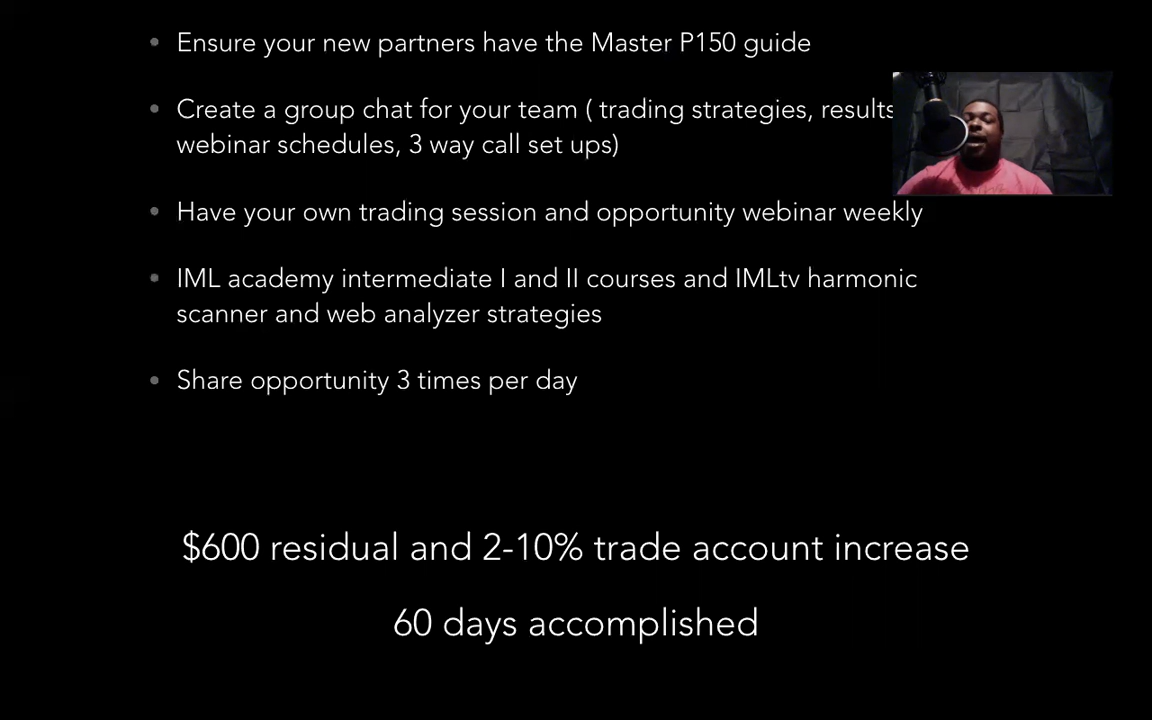 Ensure your new partners have the Master P150 guide
Create a group chat for your team ( trading strategies, results
webinar schedules, 3 way call set ups)
Have your own trading session and opportunity webinar weekly
IML academy intermediate I and II courses and IMLtv harmonic
scanner and web analyzer strategies
Share opportunity 3 times per day
$600 residual and 2-10% trade account increase
60 days accomplished